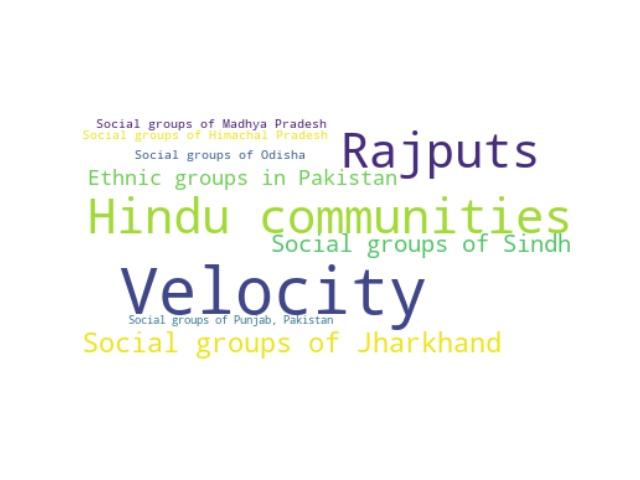 Social groups of Madhya Pradesh
Social groups of Himachal Pradesh
Rajputs
Social groups of Odisha
Ethnic groups in Pakistan
Hindu communities
Social groups of Sindh
Velocity
Social groups of Punjab, Pakistan
Social groups of Jharkhand